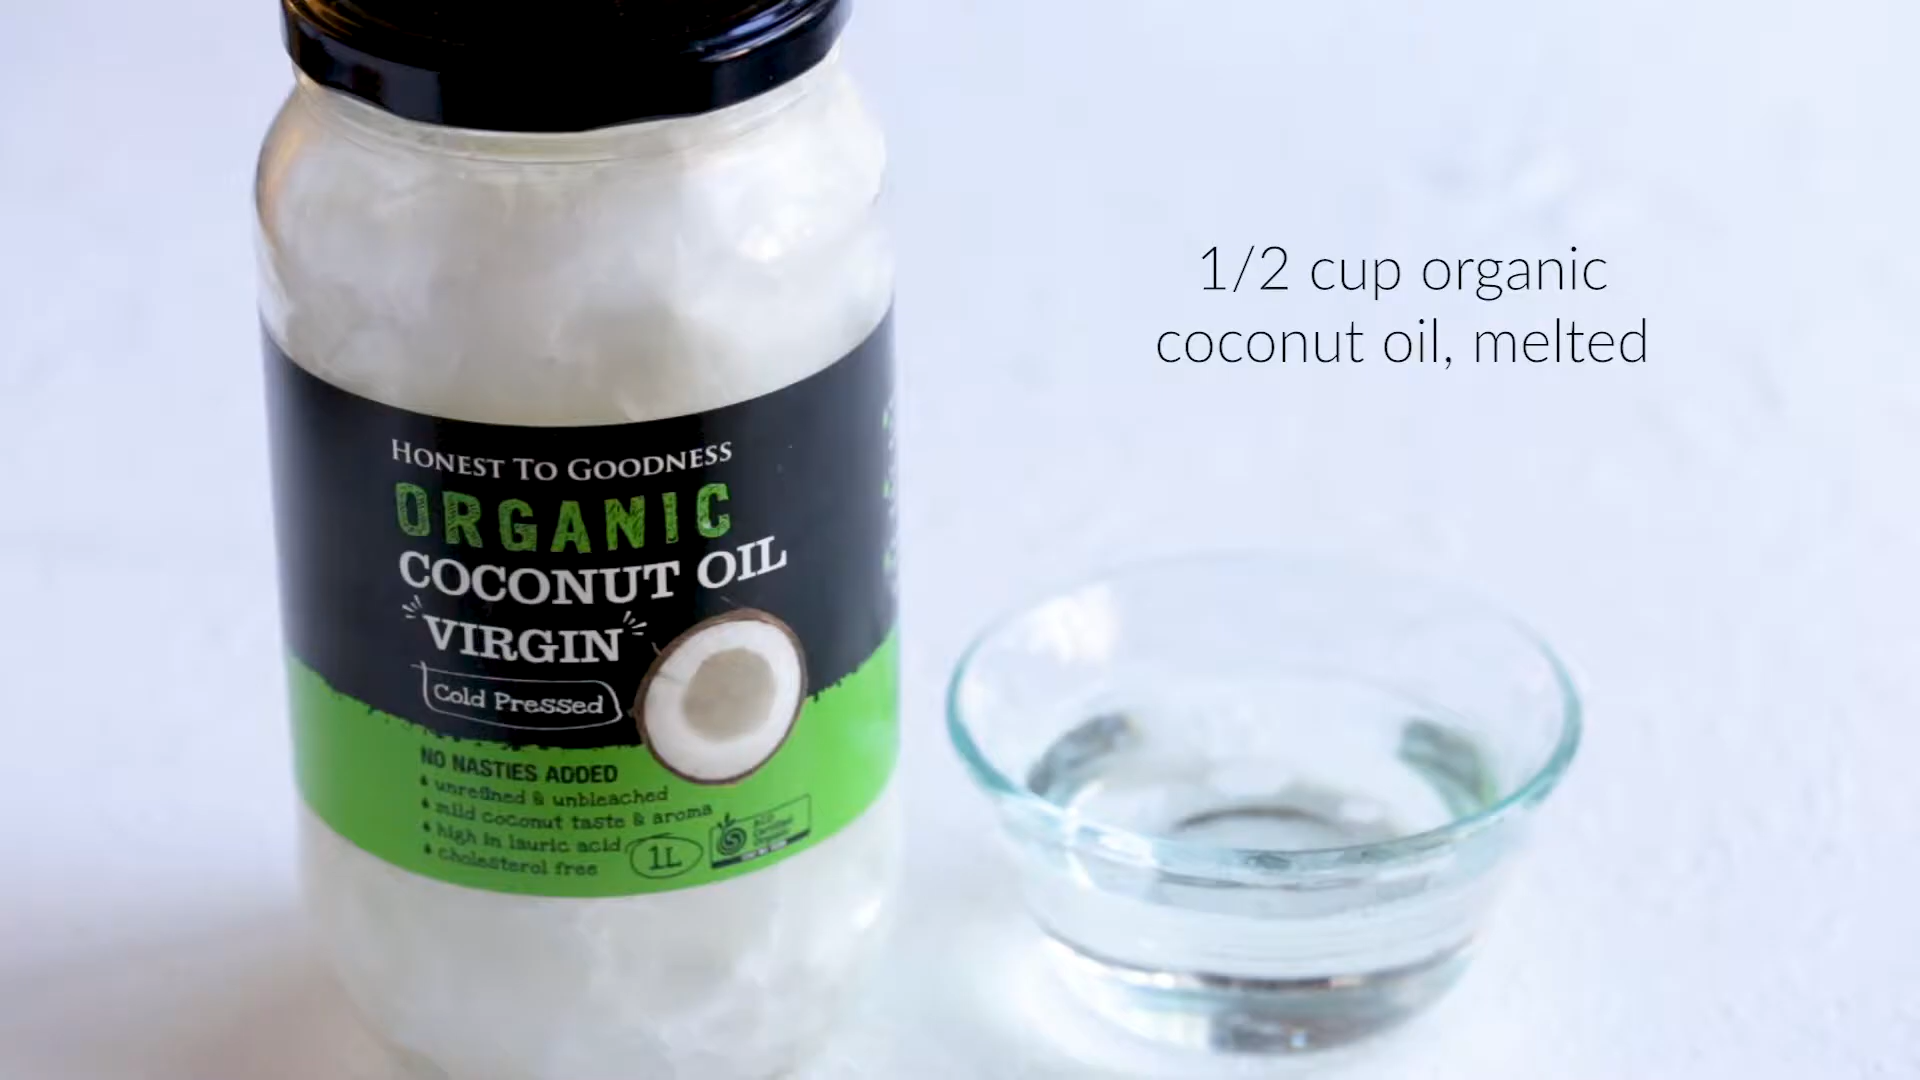 1/2 cup organic
coconut oil, melted
HONEST TO GOODNESS
ORGANIC
COCONUT OIL
VIRGIN
Cold Pressed
NO NASTIES ADDED
unrefined & unbleached
mild coconut taste & aroma
high in lauric acid
cholesterol free
1L